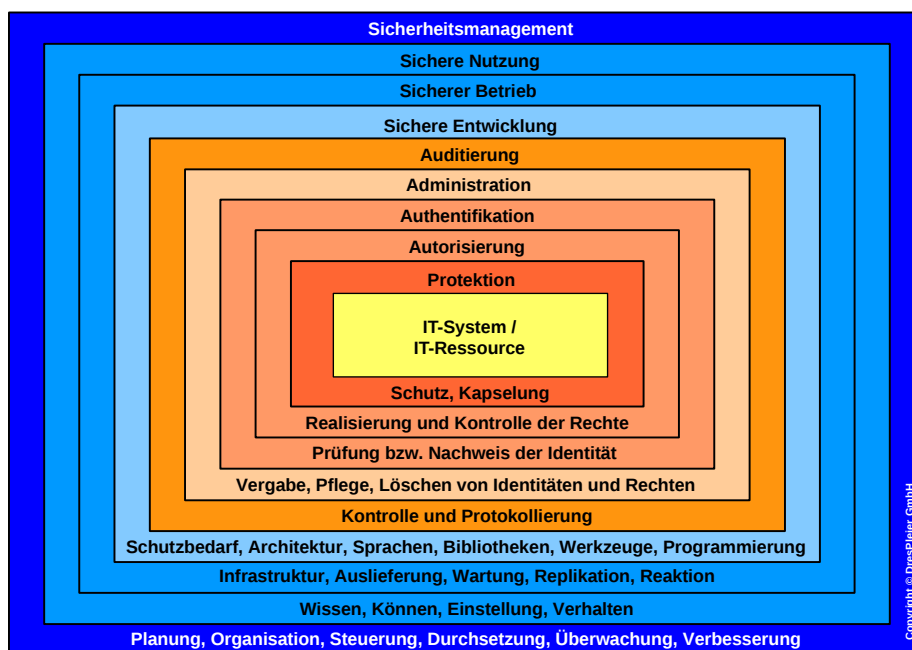 Sicherheitsmanagement
Sichere Nutzung
Sicherer Betrieb
Sichere Entwicklung
Auditierung
Administration
Authentifikation
Autorisierung
Protektion
IT-System /
IT-Ressource
Schutz, Kapselung
Realisierung und Kontrolle der Rechte
Prüfung bzw. Nachweis der Identität
Vergabe, Pflege, Löschen von Identitäten und Rechten
Kontrolle und Protokollierung
Schutzbedarf, Architektur, Sprachen, Bibliotheken, Werkzeuge, Programmierung
Infrastruktur, Auslieferung, Wartung, Replikation, Reaktion
Wissen, Können, Einstellung, Verhalten
Planung, Organisation, Steuerung, Durchsetzung, Überwachung, Verbesserung
Copyright © DresPleier GmbH